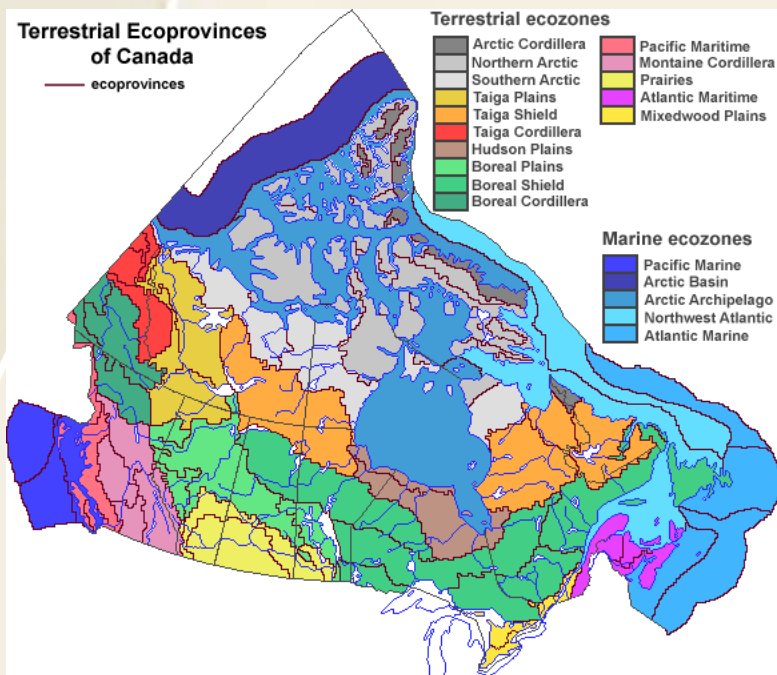 Terrestrial Ecoprovinces
of Canada
ecoprovinces
Terrestrial ecozones
Arctic Cordillera
Northern Arctic
Southern Arctic
Taiga Plains
Taiga Shield
Taiga Cordillera
Hudson Plains
Boreal Plains
Boreal Shield
Boreal Cordillera
Pacific Maritime
Montaine Cordillera
Prairies
Atlantic Maritime
Mixedwood Plains
Marine ecozones
Pacific Marine
Arctic Basin
Arctic Archipelago
Northwest Atlantic
Atlantic Marine